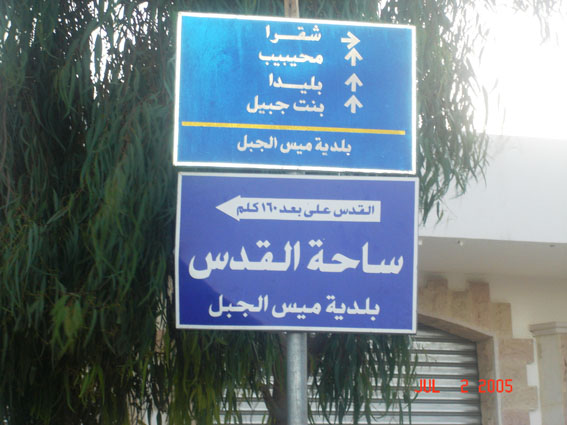 شقرا
محيبيب
بليدا
بنت جبيل
بلدية ميس الجبل
القدس على بعد ١٦٠ كلم
ساحة القدس
بلدية ميس الجبل
JUL 2 2005